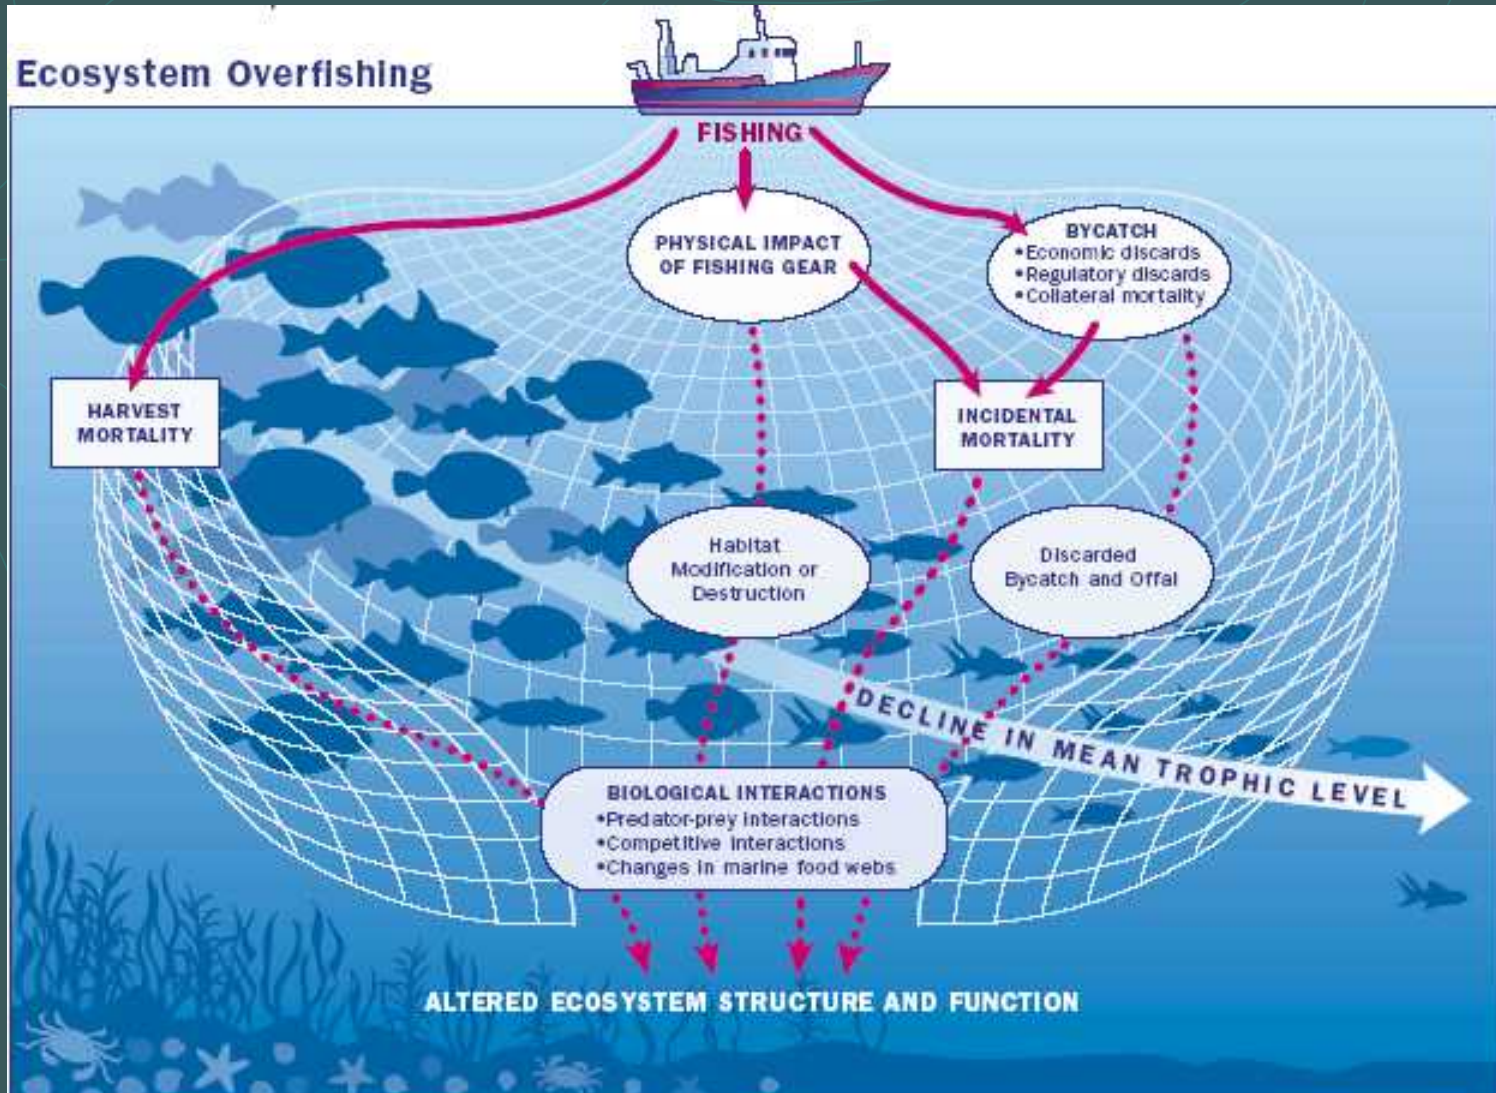 Ecosystem Overfishing
FISHING
PHYSICAL IMPACT
OF FISHING GEAR
BYCATCH
•Economic discards
•Regulatory discards
•Collateral mortality
HARVEST
MORTALITY
INCIDENTAL
MORTALITY
Habitat
Modification or
Destruction
Discarded
Bycatch and Offal
DECLINE IN MEAN TROPHIC LEVEL
BIOLOGICAL INTERACTIONS
•Predator-prey interactions
•Competitive interactions
•Changes in marine food webs
ALTERED ECOSYSTEM STRUCTURE AND FUNCTION